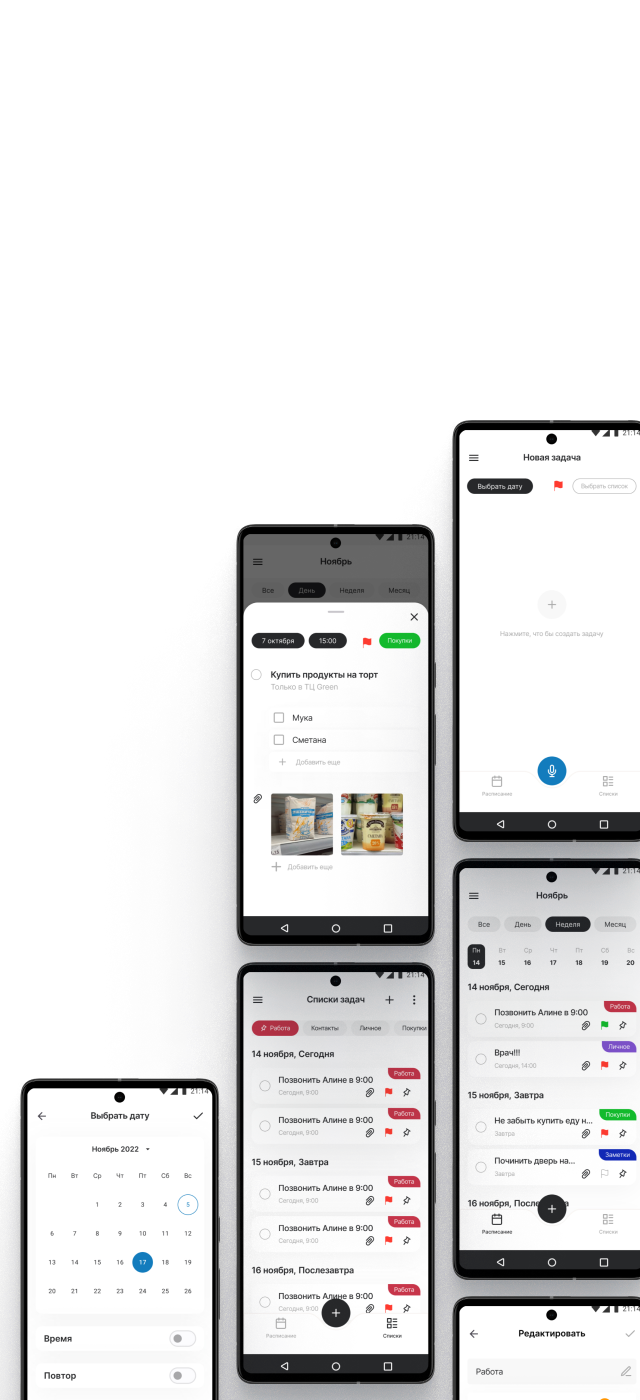 21:14
Новая задача
Выбрать дату
Выбрать список
Нажмите, что бы создать задачу
Расписание
Списки
21:14
Ноябрь
Все День Неделя Месяц
7 октября 15:00 Покупки
Купить продукты на торт
Только в ТЦ Green
Мука
Сметана
Добавить еще
Добавить еще
21:14
Ноябрь
Все День Неделя Месяц
Пн Вт Ср Чт Пт Сб Вс
14 15 16 17 18 19 20
14 ноября, Сегодня
Работа
Позвонить Алине в 9:00
Сегодня, 9:00
Личное
Врач!!!
Сегодня, 14:00
15 ноября, Завтра
Покупки
Не забыть купить еду н...
Завтра
Заметки
Починить дверь на...
Завтра
16 ноября,
Расписание
Списки
21:14
Списки задач
Работа Контакты Личное Покупки
14 ноября, Сегодня
Работа
Позвонить Алине в 9:00
Сегодня, 9:00
Работа
Позвонить Алине в 9:00
Сегодня, 9:00
15 ноября, Завтра
Работа
Позвонить Алине в 9:00
Сегодня, 9:00
Работа
Позвонить Алине в 9:00
Сегодня, 9:00
16 ноября, Послезавтра
Работа
Позвонить Алине в 9:00
Сегодня, 9:00
Расписание
Списки
21:14
Выбрать дату
Ноябрь 2022
Пн Вт Ср Чт Пт Сб Вс
1 2 3 4 5
6 7 8 9 10 11 12
13 14 15 16 17 18 19
20 21 22 23 24 25 26
Время
Повтор
21:14
Редактировать
Работа